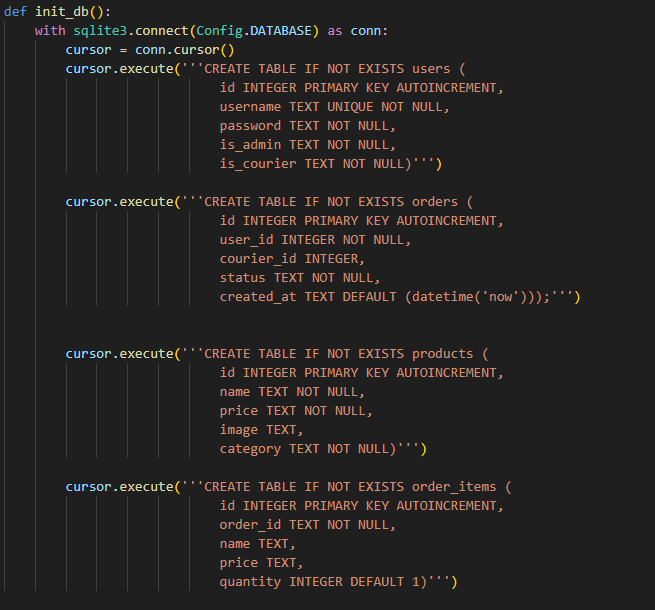 def init_db():
    with sqlite3.connect(Config.DATABASE) as conn:
        cursor = conn.cursor()
        cursor.execute('''CREATE TABLE IF NOT EXISTS users (
                            id INTEGER PRIMARY KEY AUTOINCREMENT,
                            username TEXT UNIQUE NOT NULL,
                            password TEXT NOT NULL,
                            is_admin TEXT NOT NULL,
                            is_courier TEXT NOT NULL)''')
        cursor.execute('''CREATE TABLE IF NOT EXISTS orders (
                            id INTEGER PRIMARY KEY AUTOINCREMENT,
                            user_id INTEGER NOT NULL,
                            courier_id INTEGER,
                            status TEXT NOT NULL,
                            created_at TEXT DEFAULT (datetime('now')));''')
        cursor.execute('''CREATE TABLE IF NOT EXISTS products (
                            id INTEGER PRIMARY KEY AUTOINCREMENT,
                            name TEXT NOT NULL,
                            price TEXT NOT NULL,
                            image TEXT,
                            category TEXT NOT NULL)''')
        cursor.execute('''CREATE TABLE IF NOT EXISTS order_items (
                            id INTEGER PRIMARY KEY AUTOINCREMENT,
                            order_id TEXT NOT NULL,
                            name TEXT,
                            price TEXT,
                            quantity INTEGER DEFAULT 1)''')